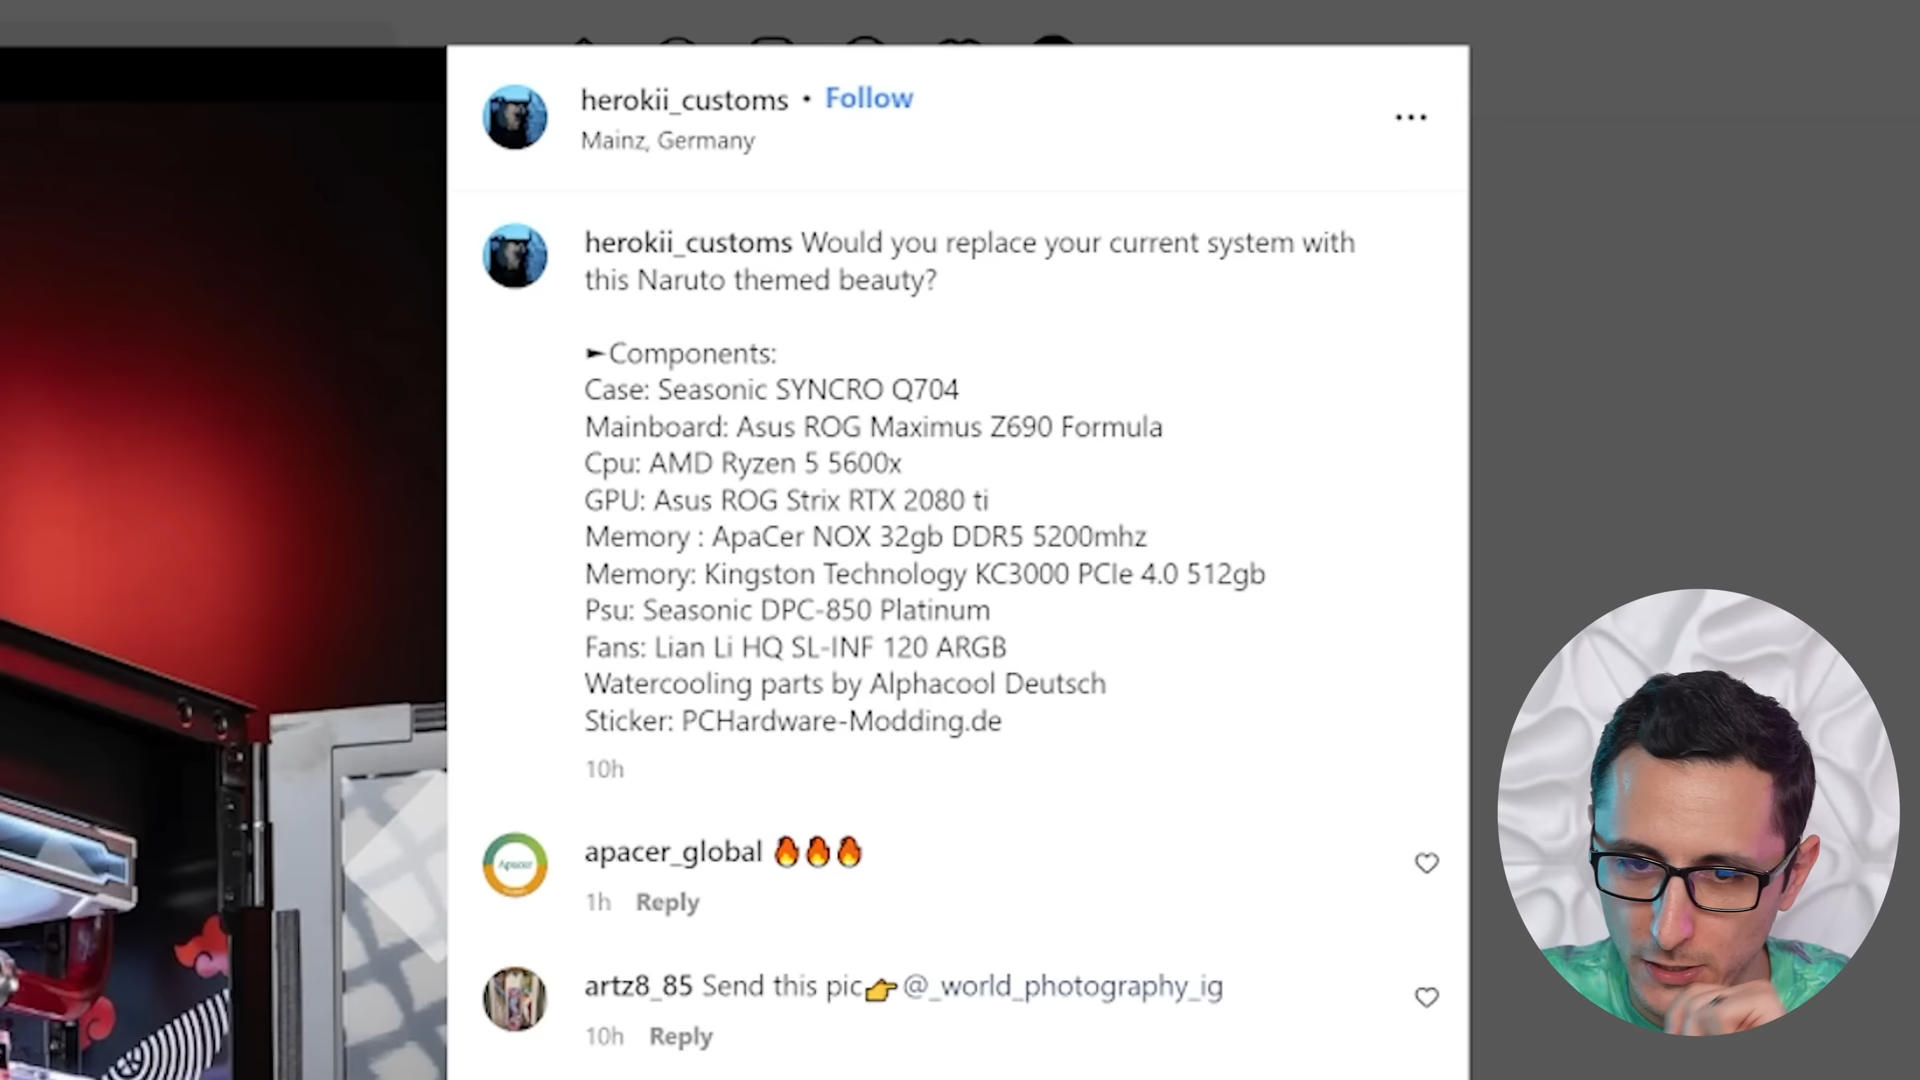 herokii_customs • Follow
Mainz, Germany
herokii_customs Would you replace your current system with
this Naruto themed beauty?
►Components:
Case: Seasonic SYNCRO Q704
Mainboard: Asus ROG Maximus Z690 Formula
Cpu: AMD Ryzen 5 5600x
GPU: Asus ROG Strix RTX 2080 ti
Memory : ApaCer NOX 32gb DDR5 5200mhz
Memory: Kingston Technology KC3000 PCIe 4.0 512gb
Psu: Seasonic DPC-850 Platinum
Fans: Lian Li HQ SL-INF 120 ARGB
Watercooling parts by Alphacool Deutsch
Sticker: PCHardware-Modding.de
10h
Apacer
apacer_global 🔥🔥🔥
1h Reply
artz8_85 Send this pic👉@_world_photography_ig
10h Reply